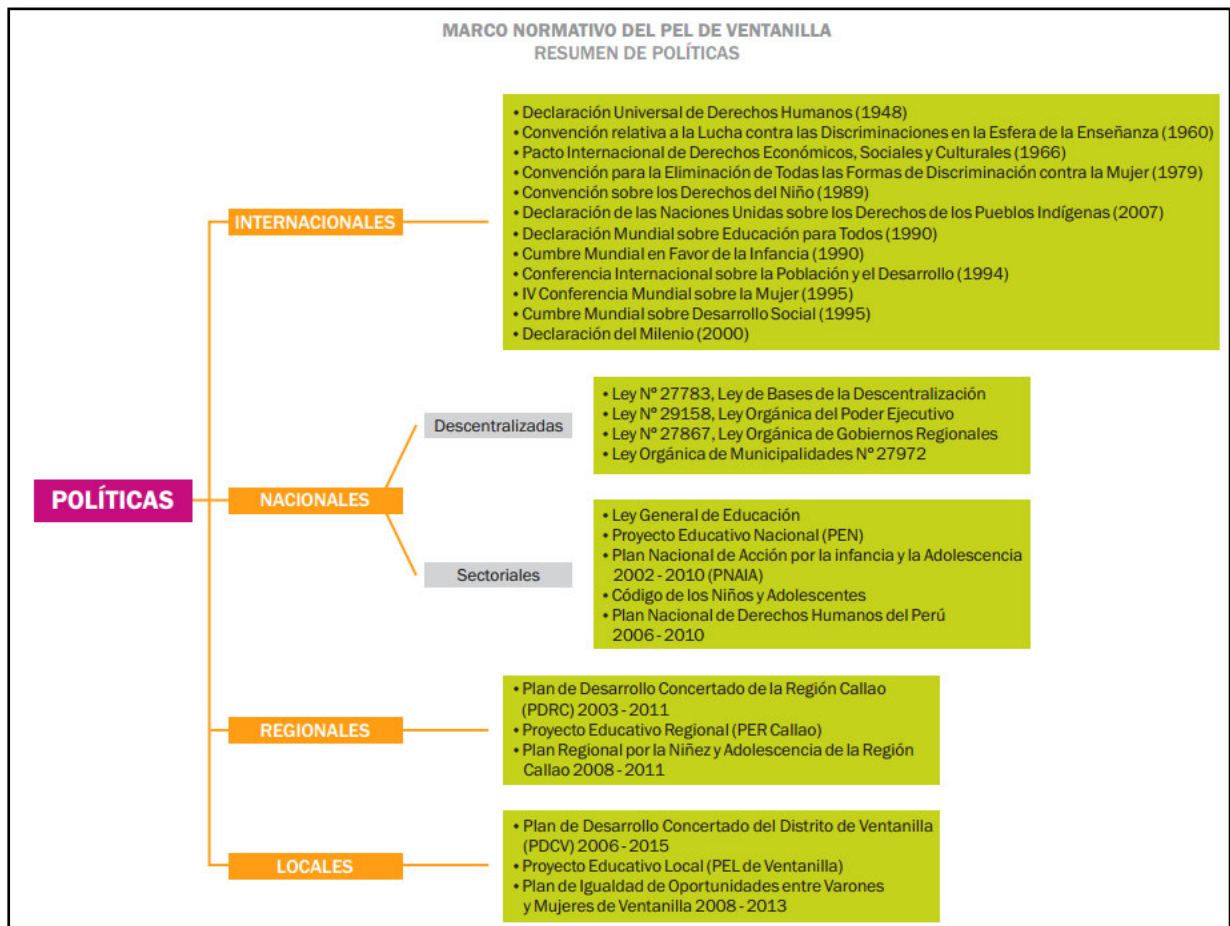 MARCO NORMATIVO DEL PEL DE VENTANILLA
RESUMEN DE POLÍTICAS
POLÍTICAS
INTERNACIONALES
• Declaración Universal de Derechos Humanos (1948)
• Convención relativa a la Lucha contra las Discriminaciones en la Esfera de la Enseñanza (1960)
• Pacto Internacional de Derechos Económicos, Sociales y Culturales (1966)
• Convención para la Eliminación de Todas las Formas de Discriminación contra la Mujer (1979)
• Convención sobre los Derechos del Niño (1989)
• Declaración de las Naciones Unidas sobre los Derechos de los Pueblos Indígenas (2007)
• Declaración Mundial sobre Educación para Todos (1990)
• Cumbre Mundial en Favor de la Infancia (1990)
• Conferencia Internacional sobre la Población y el Desarrollo (1994)
• IV Conferencia Mundial sobre la Mujer (1995)
• Cumbre Mundial sobre Desarrollo Social (1995)
• Declaración del Milenio (2000)
NACIONALES
Descentralizadas
• Ley Nº 27783, Ley de Bases de la Descentralización
• Ley Nº 29158, Ley Orgánica del Poder Ejecutivo
• Ley Nº 27867, Ley Orgánica de Gobiernos Regionales
• Ley Orgánica de Municipalidades Nº 27972
Sectoriales
• Ley General de Educación
• Proyecto Educativo Nacional (PEN)
• Plan Nacional de Acción por la infancia y la Adolescencia
2002 - 2010 (PNAIA)
• Código de los Niños y Adolescentes
• Plan Nacional de Derechos Humanos del Perú
2006 - 2010
REGIONALES
• Plan de Desarrollo Concertado de la Región Callao
(PDRC) 2003 - 2011
• Proyecto Educativo Regional (PER Callao)
• Plan Regional por la Niñez y Adolescencia de la Región
Callao 2008 - 2011
LOCALES
• Plan de Desarrollo Concertado del Distrito de Ventanilla
(PDCV) 2006 - 2015
• Proyecto Educativo Local (PEL de Ventanilla)
• Plan de Igualdad de Oportunidades entre Varones
y Mujeres de Ventanilla 2008 - 2013